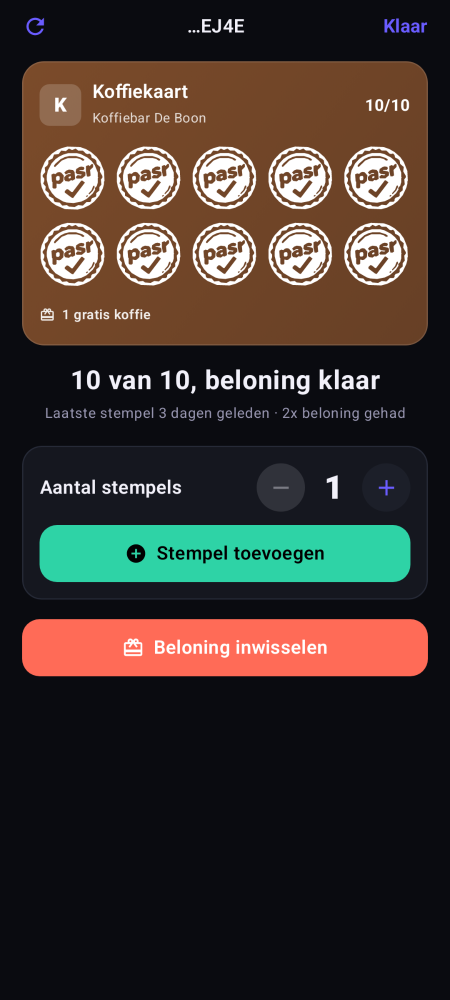 …EJ4E
Klaar
K
Koffiekaart
Koffiebar De Boon
10/10
pasr pasr pasr pasr pasr
pasr pasr pasr pasr pasr
1 gratis koffie
10 van 10, beloning klaar
Laatste stempel 3 dagen geleden · 2x beloning gehad
Aantal stempels
1
Stempel toevoegen
Beloning inwisselen